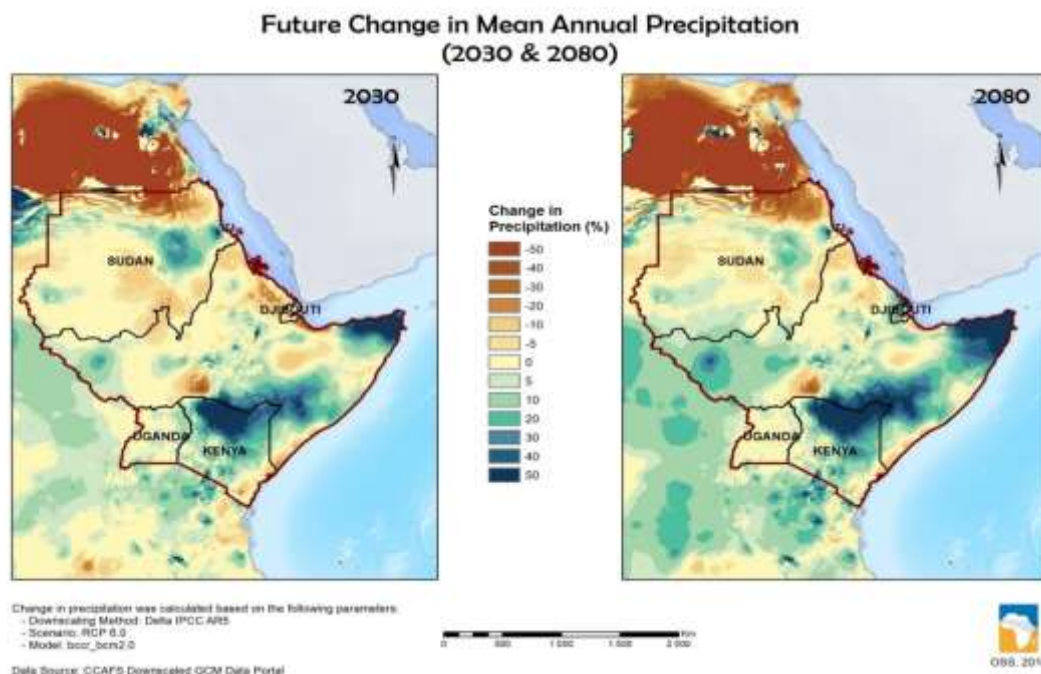 Future Change in Mean Annual Precipitation
(2030 & 2080)
2030
SUDAN
DJIBOUTI
UGANDA
KENYA
Change in
Precipitation (%)
-50
-40
-30
-20
-10
-5
0
5
10
20
30
40
50
2080
SUDAN
DJIBOUTI
UGANDA
KENYA
Change in precipitation was calculated based on the following parameters:
- Downscaling Method: Delta IPCC AR5
- Scenario: RCP 6.0
- Model: bccr_bcm2.0
Data Source: CCAFS Downscaled GCM Data Portal
0 500 1 000 1 500 2 000
Km